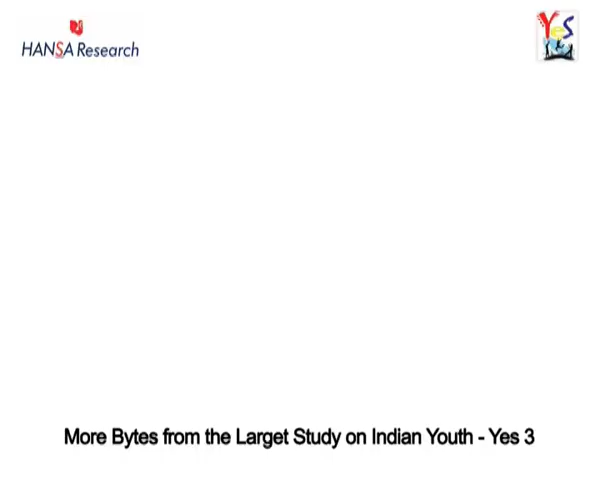 HANSA Research
YeS
More Bytes from the Larget Study on Indian Youth - Yes 3